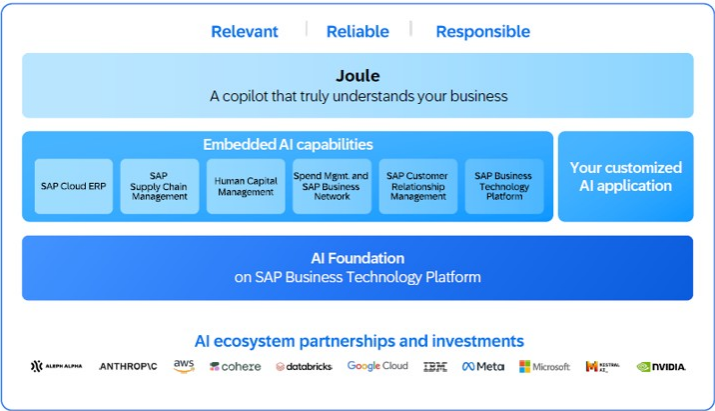 Relevant | Reliable | Responsible
Joule
A copilot that truly understands your business
Embedded AI capabilities
SAP Cloud ERP
SAP
Supply Chain
Management
Human Capital
Management
Spend Mgmt. and
SAP Business
Network
SAP Customer
Relationship
Management
SAP Business
Technology
Platform
Your customized
AI application
AI Foundation
on SAP Business Technology Platform
AI ecosystem partnerships and investments
ALEPH ALPHA
ANTHROP\C
aws
cohere
databricks
Google Cloud
IBM
Meta
Microsoft
MISTRAL
AI_
NVIDIA.